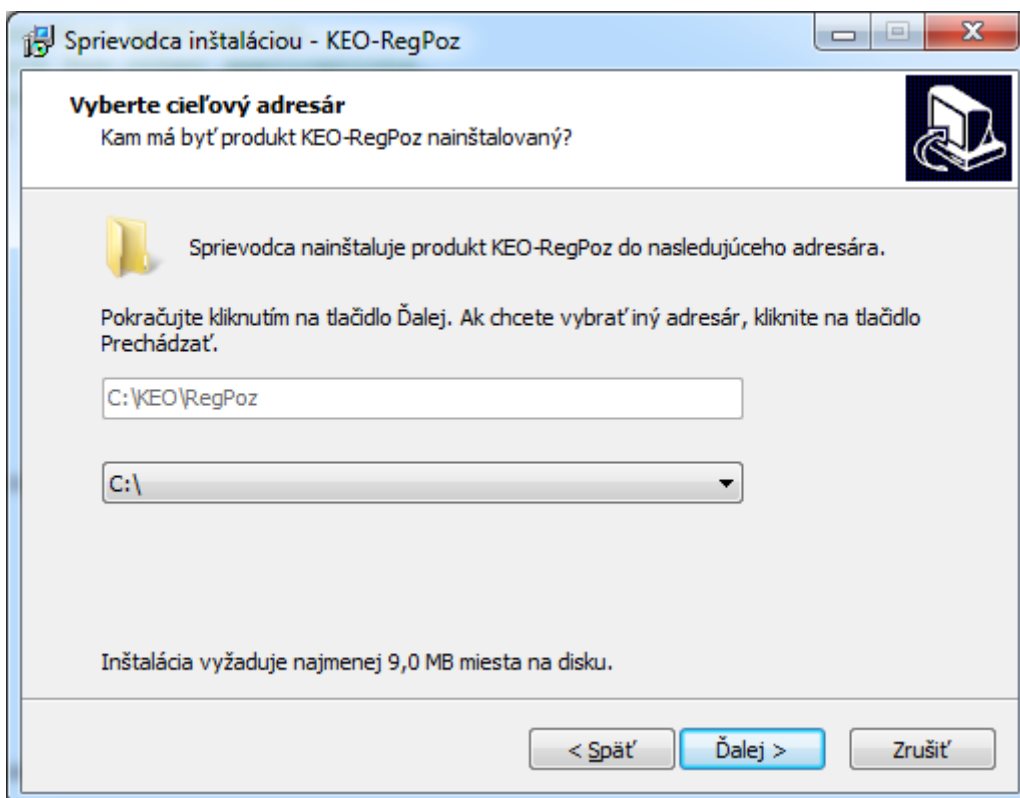 Sprievodca inštaláciou - KEO-RegPoz
Vyberte cieľový adresár
Kam má byť produkt KEO-RegPoz nainštalovaný?
Sprievodca nainštaluje produkt KEO-RegPoz do nasledujúceho adresára.
Pokračujte kliknutím na tlačidlo Ďalej. Ak chcete vybrať iný adresár, kliknite na tlačidlo
Prechádzať.
C:\KEO\RegPoz
C:\
Inštalácia vyžaduje najmenej 9,0 MB miesta na disku.
< Späť Ďalej > Zrušiť